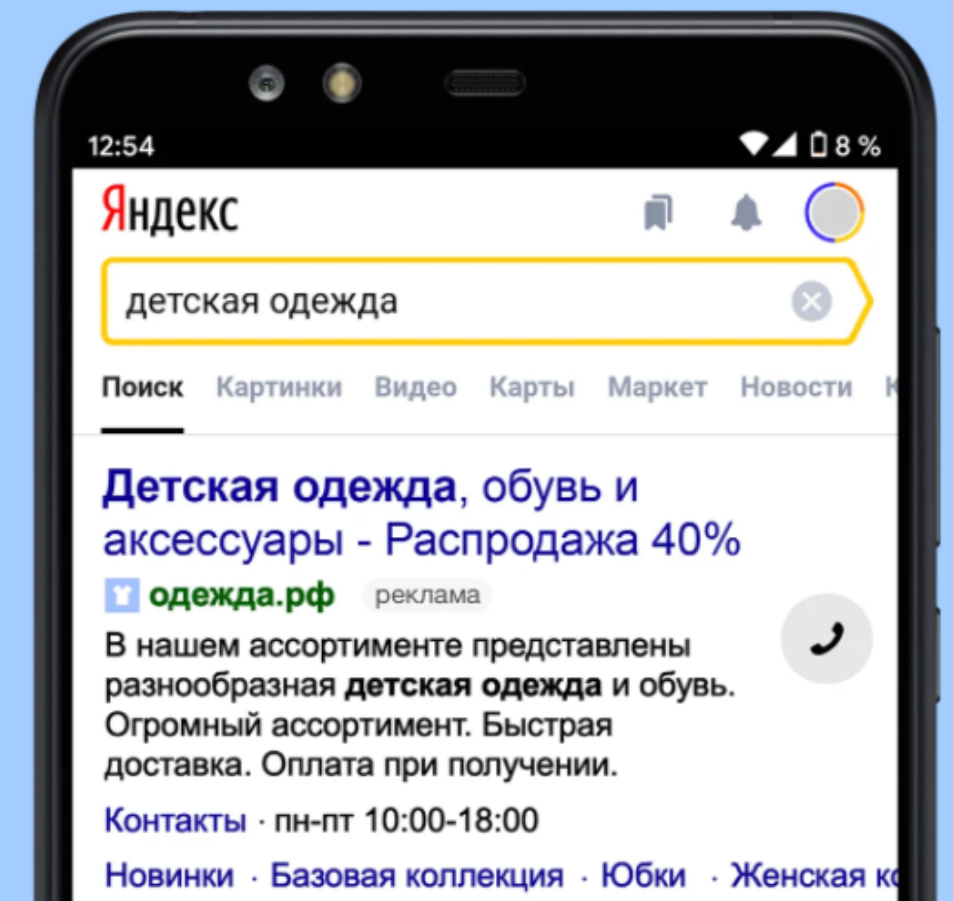 12:54
8 %
Яндекс
детская одежда
Поиск Картинки Видео Карты Маркет Новости
Детская одежда, обувь и
аксессуары - Распродажа 40%
одежда.рф реклама
В нашем ассортименте представлены
разнообразная детская одежда и обувь.
Огромный ассортимент. Быстрая
доставка. Оплата при получении.
Контакты · пн-пт 10:00-18:00
Новинки · Базовая коллекция · Юбки · Женская